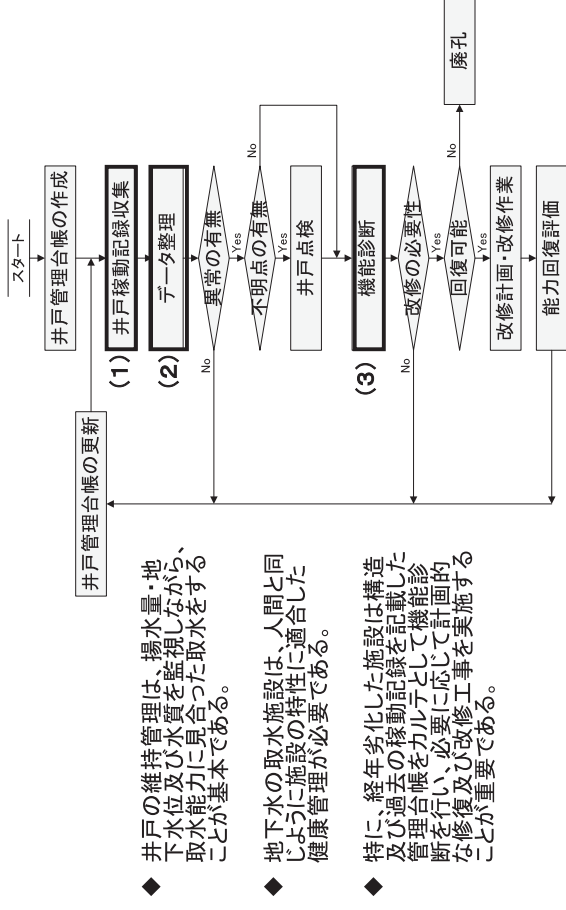 ◆ 井戸の維持管理は、揚水量・地
下水位及び水質を監視しながら、
取水能力に見合った取水をする
ことが基本である。
◆ 地下水の取水施設は、人間と同
じように施設の特性に適合した
健康管理が必要である。
◆ 特に、経年劣化した施設は構造
及び過去の稼動記録を記載した
管理台帳をカルテとして機能診
断を行い、必要に応じて計画的
な修復及び改修工事を実施する
ことが重要である。
スタート
井戸管理台帳の作成
井戸管理台帳の更新
(1)
井戸稼動記録収集
(2)
データ整理
異常の有無
No
Yes
不明点の有無
No
Yes
井戸点検
(3)
機能診断
改修の必要性
No
Yes
回復可能
No
廃孔
Yes
改修計画・改修作業
能力回復評価